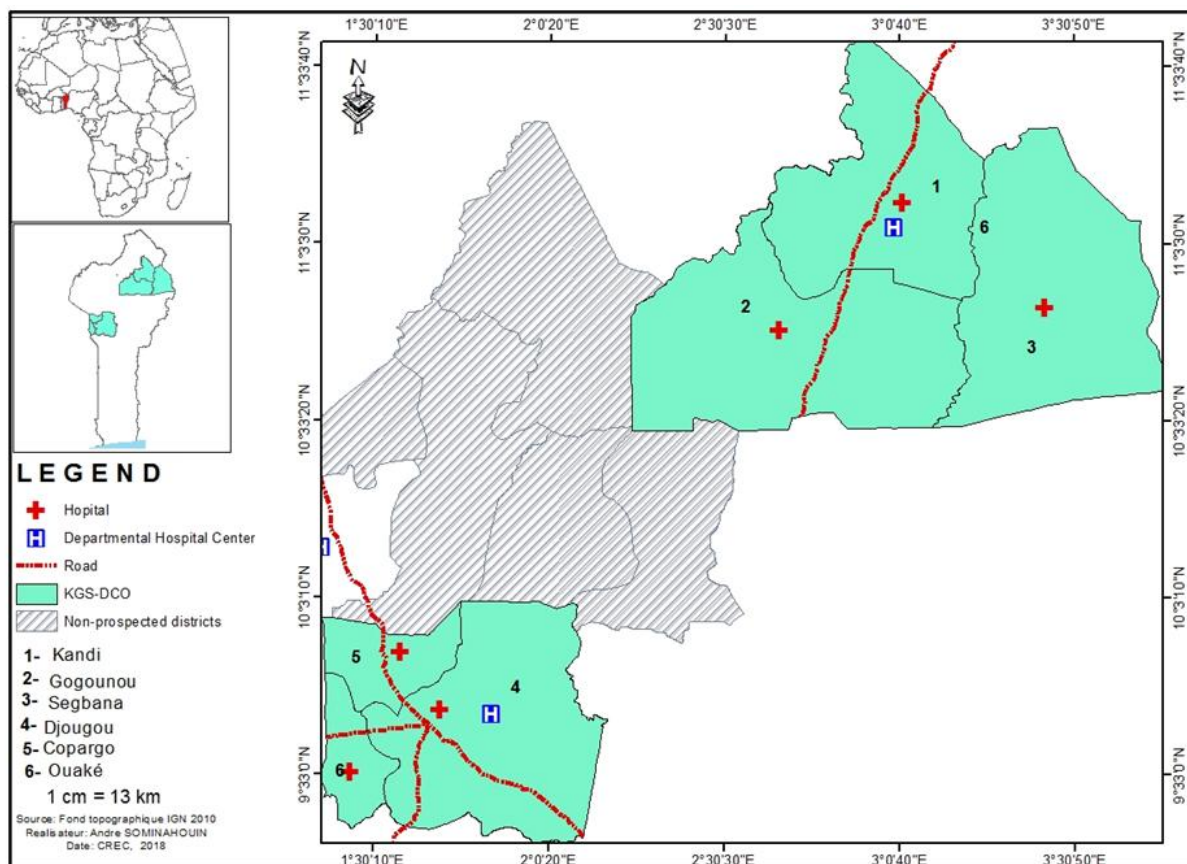 1°30'10"E 2°0'20"E 2°30'30"E 3°0'40"E 3°30'50"E
N
11°33'40"N 11°33'40"N
1
H
6
11°3'30"N 11°3'30"N
2
3
10°33'20"N 10°33'20"N
LEGEND
Hopital
H Departmental Hospital Center
Road
KGS-DCO
Non-prospected districts
1- Kandi
2- Gogounou
3- Segbana
4- Djougou
5- Copargo
6- Ouaké
1 cm = 13 km
Source: Fond topographique IGN 2010
Realisateur: Andre SOMINAHOUIN
Date: CREC, 2018
H
10°3'10"N 10°3'10"N
5
4
H
6
9°33'0"N 9°33'0"N
1°30'10"E 2°0'20"E 2°30'30"E 3°0'40"E 3°30'50"E